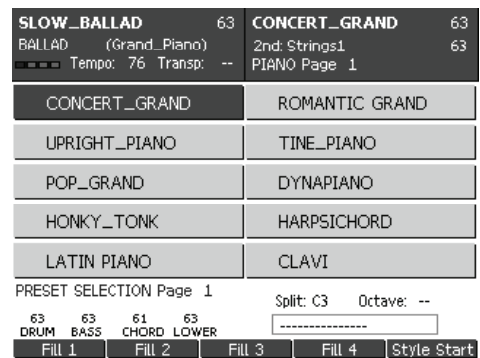 SLOW_BALLAD 63 CONCERT_GRAND 63
BALLAD (Grand_Piano) 2nd: Strings1 63
Tempo: 76 Transp: -- PIANO Page 1
CONCERT_GRAND ROMANTIC GRAND
UPRIGHT_PIANO TINE_PIANO
POP_GRAND DYNAPIANO
HONKY_TONK HARPSICHORD
LATIN PIANO CLAVI
PRESET SELECTION Page 1 Split: C3 Octave: --
63 63 61 63
DRUM BASS CHORD LOWER ---------------
Fill 1 Fill 2 Fill 3 Fill 4 Style Start